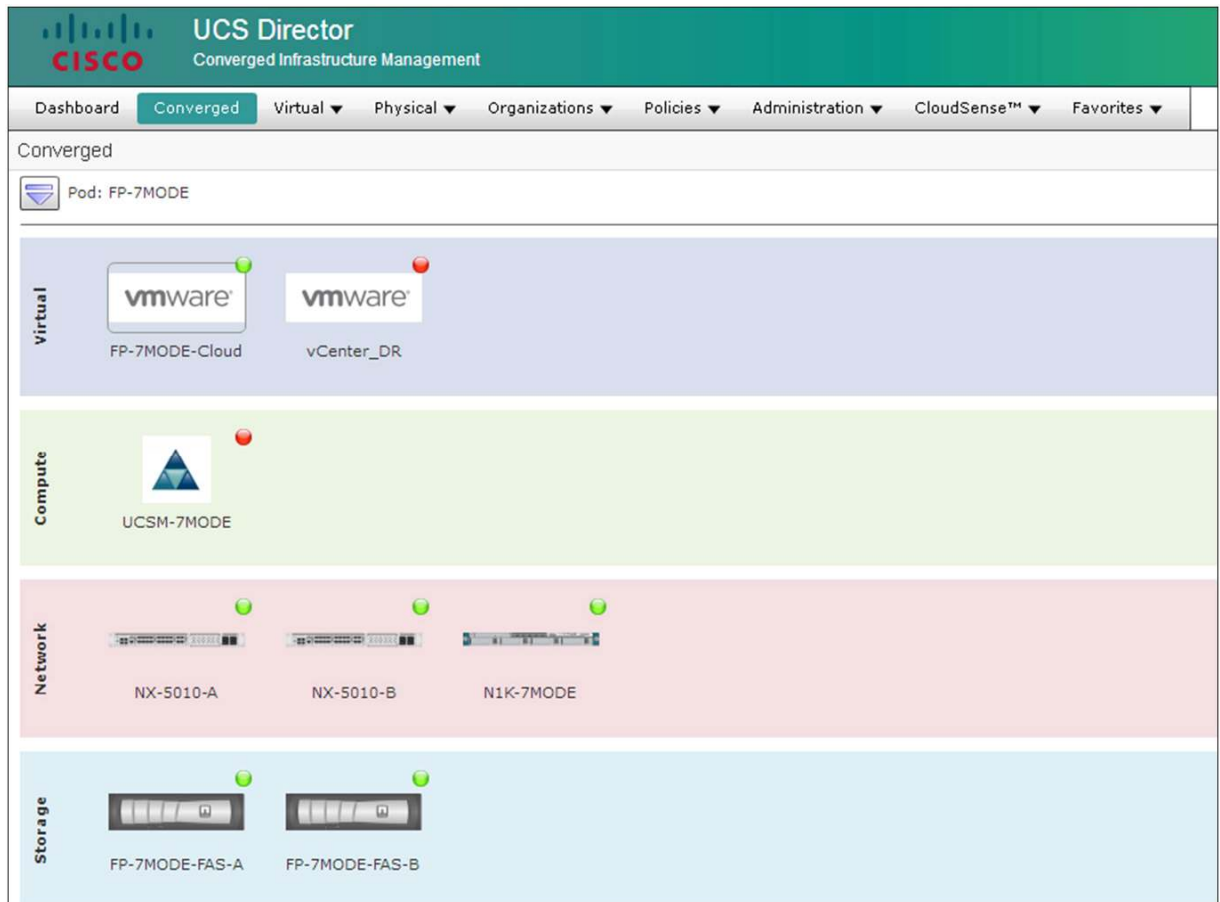 CISCO
UCS Director
Converged Infrastructure Management
Dashboard Converged Virtual Physical Organizations Policies Administration CloudSense™ Favorites
Converged
Pod: FP-7MODE
Virtual
vmware vmware
FP-7MODE-Cloud vCenter_DR
Compute
UCSM-7MODE
Network
NX-5010-A NX-5010-B N1K-7MODE
Storage
FP-7MODE-FAS-A FP-7MODE-FAS-B